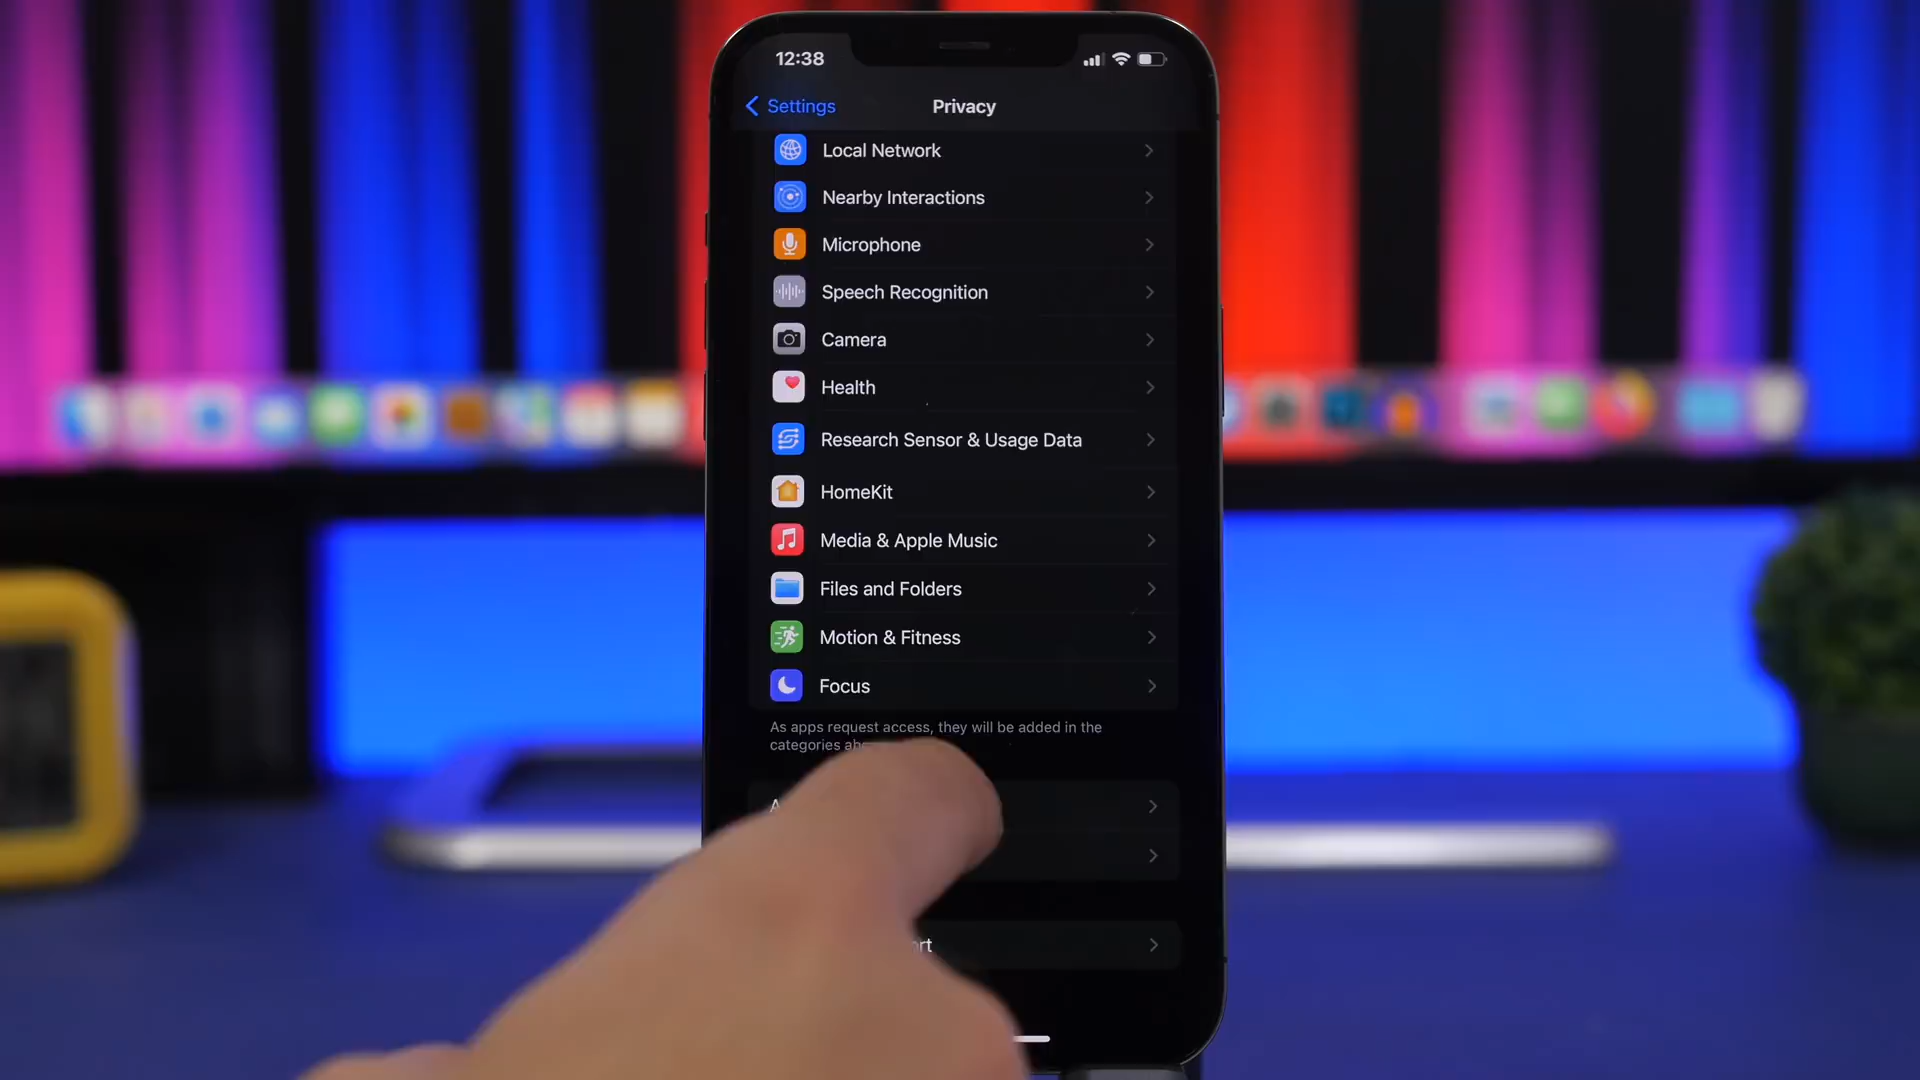 12:38
Settings
Privacy
Local Network
Nearby Interactions
Microphone
Speech Recognition
Camera
Health
Research Sensor & Usage Data
HomeKit
Media & Apple Music
Files and Folders
Motion & Fitness
Focus
As apps request access, they will be added in the
categories